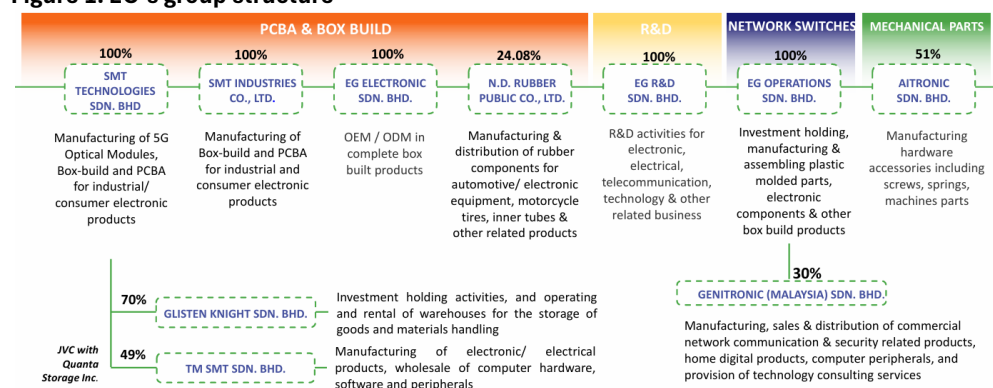 Figure 1: EG's group structure
PCBA & BOX BUILD
R&D
NETWORK SWITCHES
MECHANICAL PARTS
100%
100%
100%
24.08%
100%
100%
51%
SMT
TECHNOLOGIES
SDN. BHD
SMT INDUSTRIES
CO., LTD.
EG ELECTRONIC
SDN. BHD.
N.D. RUBBER
PUBLIC CO., LTD.
EG R&D
SDN. BHD.
EG OPERATIONS
SDN. BHD.
AITRONIC
SDN. BHD.
Manufacturing of 5G
Optical Modules,
Box-build and PCBA
for industrial/
consumer electronic
products
Manufacturing of
Box-build and PCBA
for industrial and
consumer electronic
products
OEM / ODM in
complete box
built products
Manufacturing &
distribution of rubber
components for
automotive/ electronic
equipment, motorcycle
tires, inner tubes &
other related products
R&D activities for
electronic,
electrical,
telecommunication,
technology & other
related business
Investment holding,
manufacturing &
assembling plastic
molded parts,
electronic
components & other
box build products
Manufacturing
hardware
accessories including
screws, springs,
machines parts
70%
GLISTEN KNIGHT SDN. BHD.
Investment holding activities, and operating
and rental of warehouses for the storage of
goods and materials handling
JVC with
Quanta
Storage Inc.
49%
TM SMT SDN. BHD.
Manufacturing of electronic/ electrical
products, wholesale of computer hardware,
software and peripherals
30%
GENITRONIC (MALAYSIA) SDN. BHD.
Manufacturing, sales & distribution of commercial
network communication & security related products,
home digital products, computer peripherals, and
provision of technology consulting services